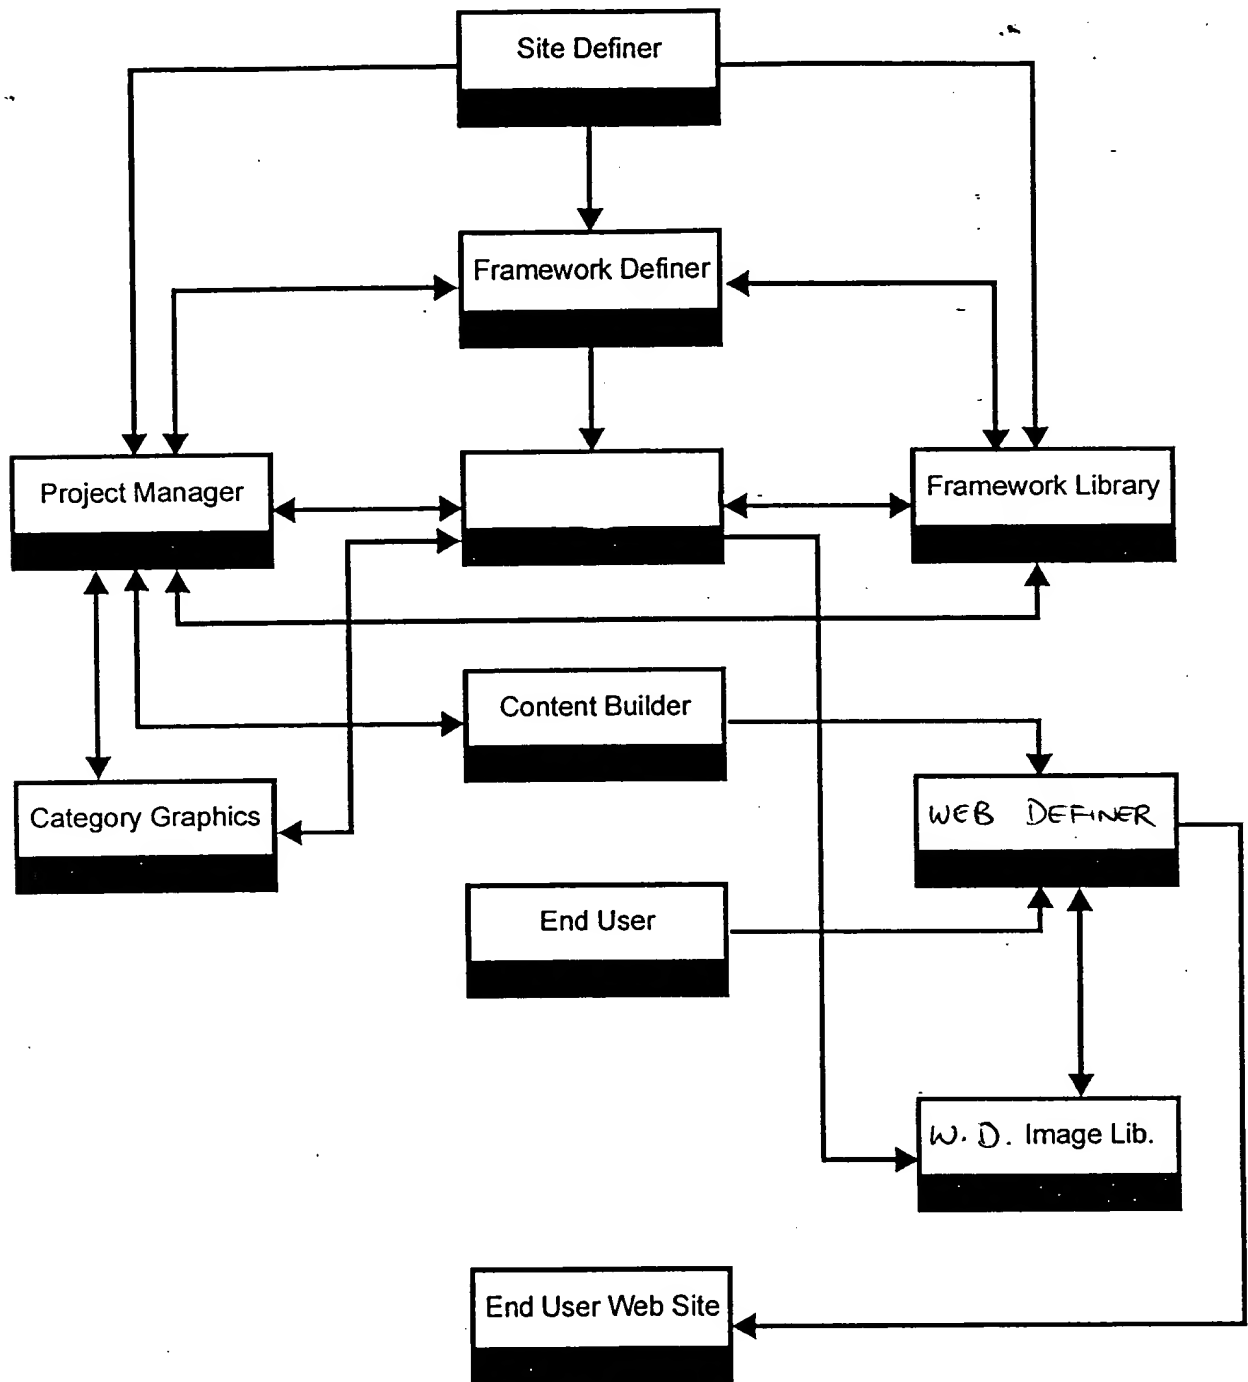 Site Definer
Framework Definer
Project Manager
Framework Library
Content Builder
Category Graphics
WEB DEFINER
End User
W.D. Image Lib.
End User Web Site